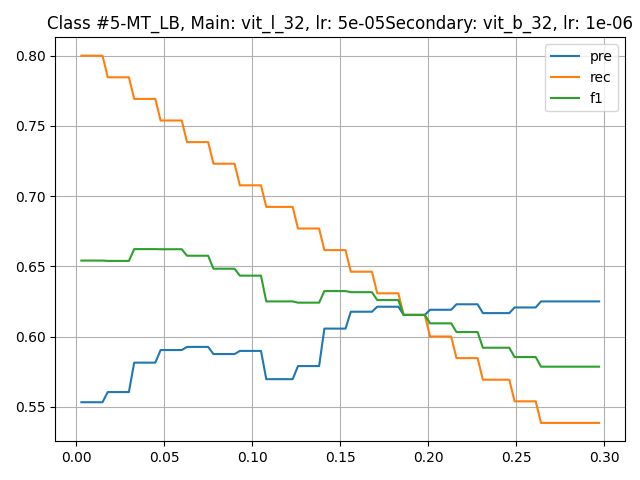 Class #5-MT_LB, Main: vit_l_32, lr: 5e-05Secondary: vit_b_32, lr: 1e-06
pre
rec
f1
0.80
0.75
0.70
0.65
0.60
0.55
0.00 0.05 0.10 0.15 0.20 0.25 0.30